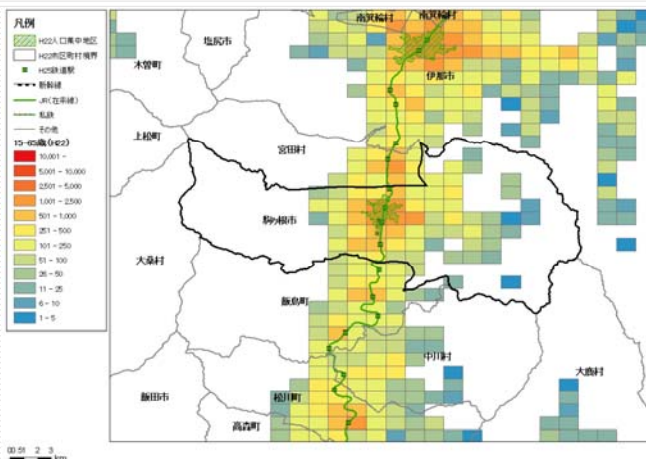 凡例
H22人口集中地区
H22市区町村境界
H25鉄道駅
新幹線
JR(在来線)
私鉄
その他
15-65歳(H22)
10,001 -
5,001 - 10,000
2,501 - 5,000
1,001 - 2,500
501 - 1,000
251 - 500
101 - 250
51 - 100
26 - 50
11 - 25
6 - 10
1 - 5
南箕輪村
南箕輪村
塩尻市
木曽町
伊那市
上松町
宮田村
駒ヶ根市
大桑村
飯島町
中川村
大鹿村
飯田市
松川町
高森町
00.51 2 3
km